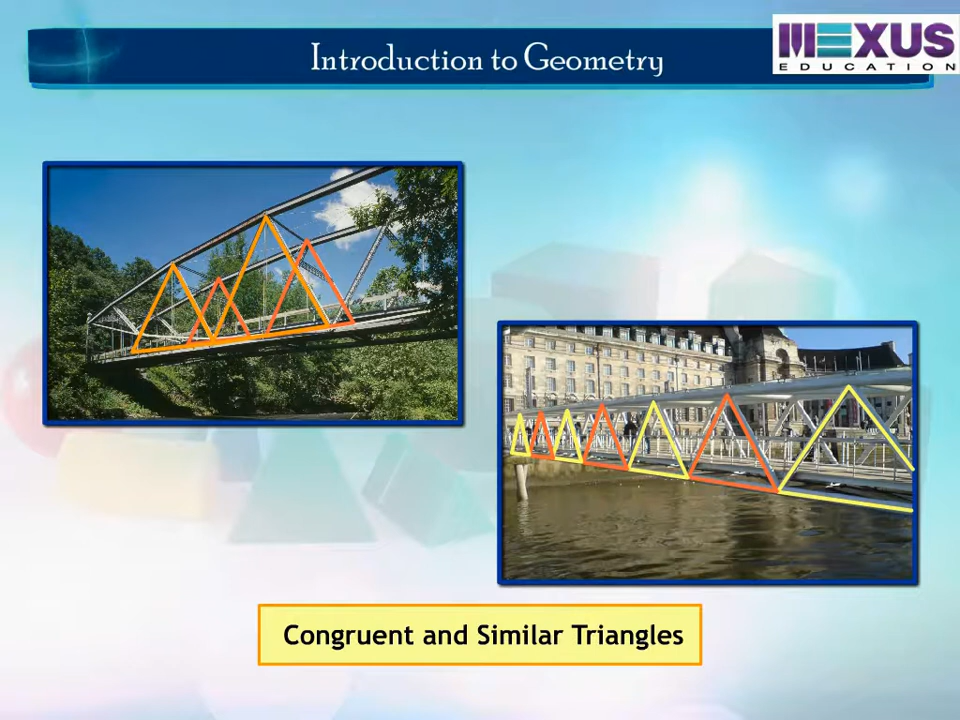 Introduction to Geometry
MEXUS
EDUCATION
Congruent and Similar Triangles